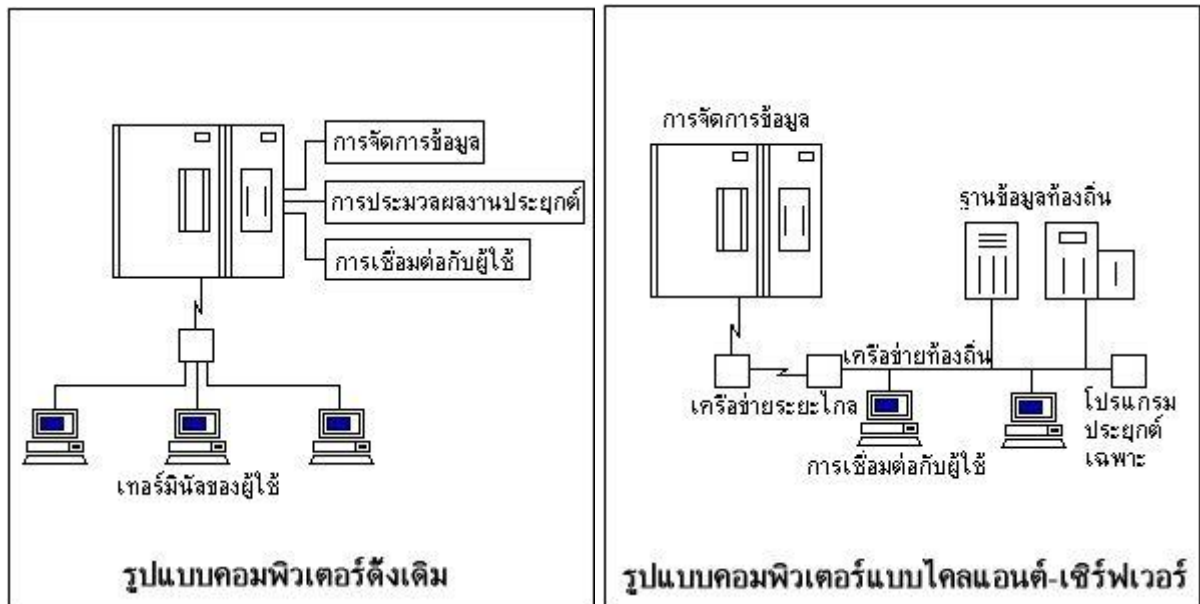 การจัดการข้อมูล
การประมวลผลงานประยุกต์
การเชื่อมต่อกับผู้ใช้
เทอร์มินัลของผู้ใช้
รูปแบบคอมพิวเตอร์ดั้งเดิม
การจัดการข้อมูล
ฐานข้อมูลท้องถิ่น
เครือข่ายท้องถิ่น
เครือข่ายระยะไกล
การเชื่อมต่อกับผู้ใช้
โปรแกรม
ประยุกต์
เฉพาะ
รูปแบบคอมพิวเตอร์แบบไคลแอนต์-เซิร์ฟเวอร์